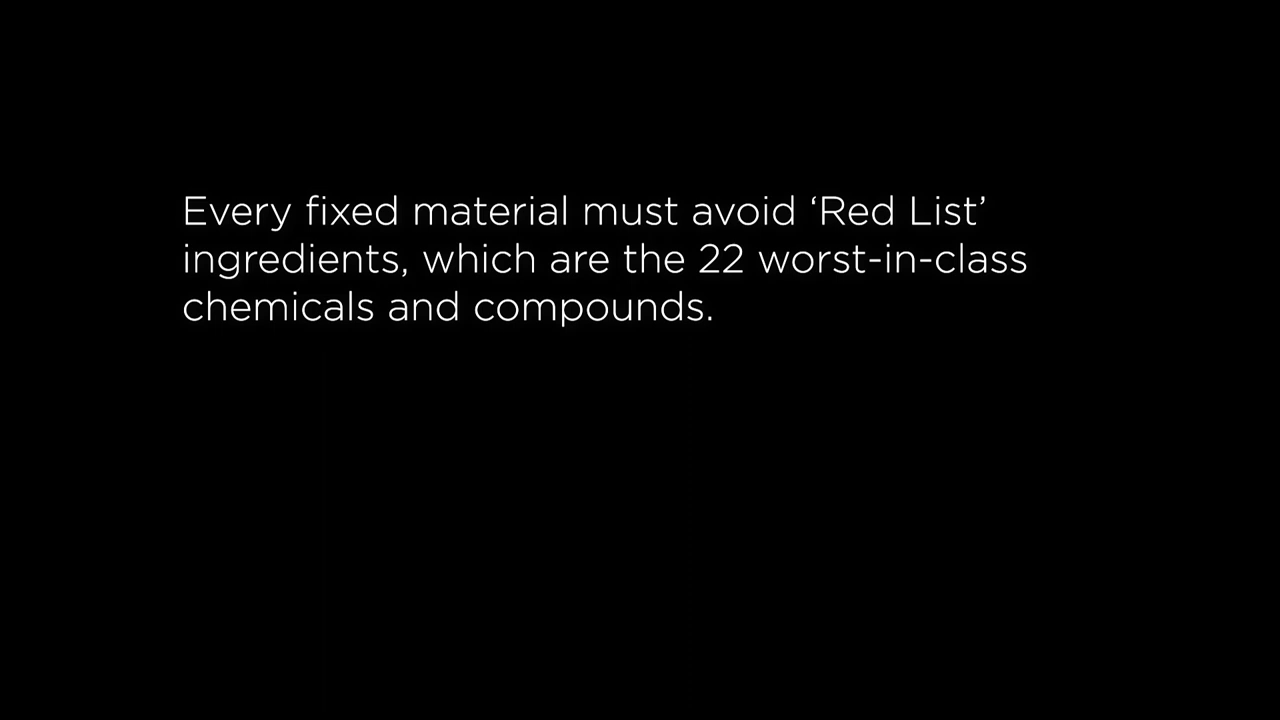 Every fixed material must avoid ‘Red List’
ingredients, which are the 22 worst-in-class
chemicals and compounds.